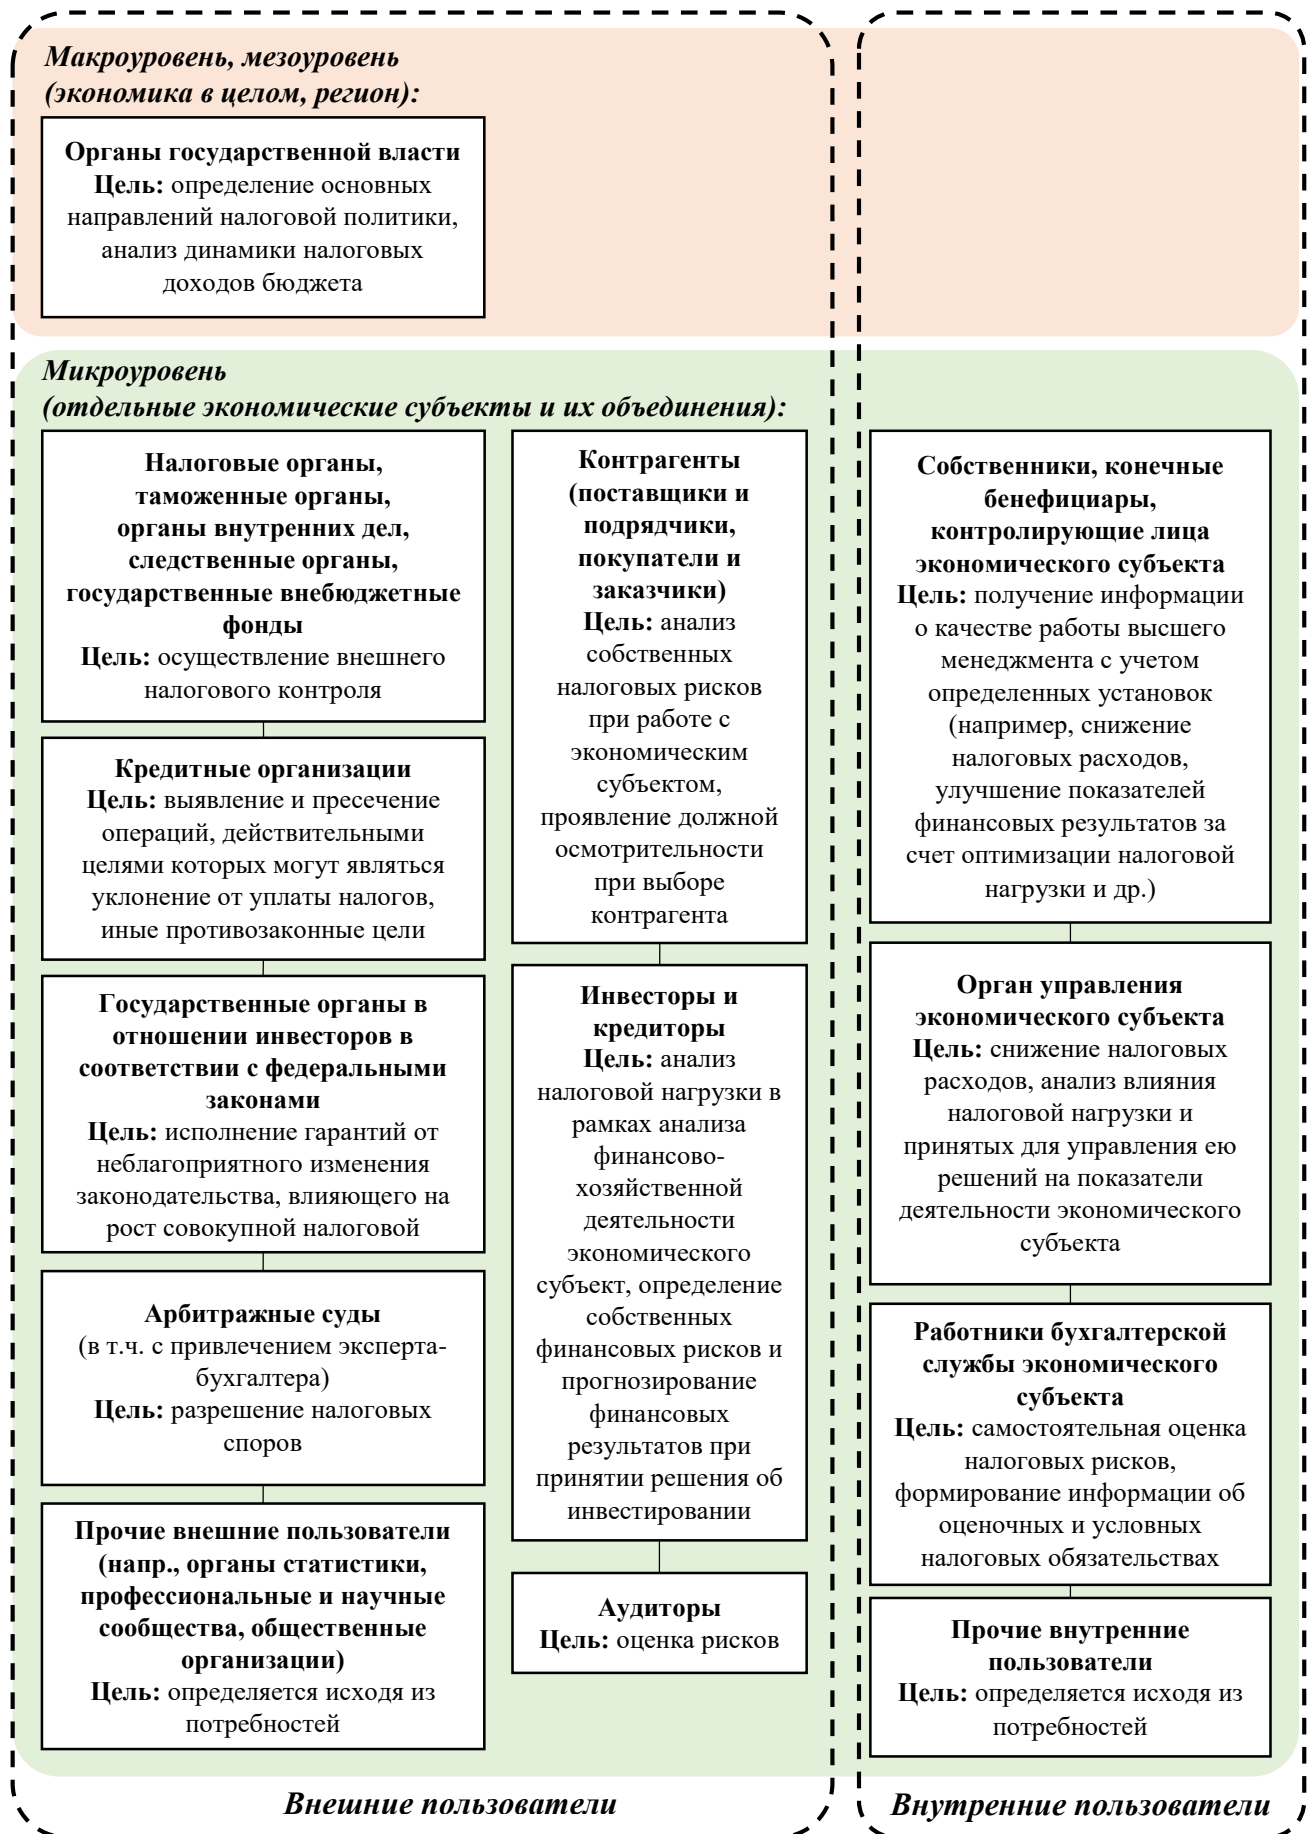 Макроуровень, мезоуровень
(экономика в целом, регион):
Органы государственной власти
Цель: определение основных
направлений налоговой политики,
анализ динамики налоговых
доходов бюджета
Микроуровень
(отдельные экономические субъекты и их объединения):
Налоговые органы,
таможенные органы,
органы внутренних дел,
следственные органы,
государственные внебюджетные
фонды
Цель: осуществление внешнего
налогового контроля
Кредитные организации
Цель: выявление и пресечение
операций, действительными
целями которых могут являться
уклонение от уплаты налогов,
иные противозаконные цели
Государственные органы в
отношении инвесторов в
соответствии с федеральными
законами
Цель: исполнение гарантий от
неблагоприятного изменения
законодательства, влияющего на
рост совокупной налоговой
Арбитражные суды
(в т.ч. с привлечением эксперта-
бухгалтера)
Цель: разрешение налоговых
споров
Прочие внешние пользователи
(напр., органы статистики,
профессиональные и научные
сообщества, общественные
организации)
Цель: определяется исходя из
потребностей
Контрагенты
(поставщики и
подрядчики,
покупатели и
заказчики)
Цель: анализ
собственных
налоговых рисков
при работе с
экономическим
субъектом,
проявление должной
осмотрительности
при выборе
контрагента
Инвесторы и
кредиторы
Цель: анализ
налоговой нагрузки в
рамках анализа
финансово-
хозяйственной
деятельности
экономического
субъект, определение
собственных
финансовых рисков и
прогнозирование
финансовых
результатов при
принятии решения об
инвестировании
Аудиторы
Цель: оценка рисков
Собственники, конечные
бенефициары,
контролирующие лица
экономического субъекта
Цель: получение информации
о качестве работы высшего
менеджмента с учетом
определенных установок
(например, снижение
налоговых расходов,
улучшение показателей
финансовых результатов за
счет оптимизации налоговой
нагрузки и др.)
Орган управления
экономического субъекта
Цель: снижение налоговых
расходов, анализ влияния
налоговой нагрузки и
принятых для управления ею
решений на показатели
деятельности экономического
субъекта
Работники бухгалтерской
службы экономического
субъекта
Цель: самостоятельная оценка
налоговых рисков,
формирование информации об
оценочных и условных
налоговых обязательствах
Прочие внутренние
пользователи
Цель: определяется исходя из
потребностей
Внешние пользователи
Внутренние пользователи